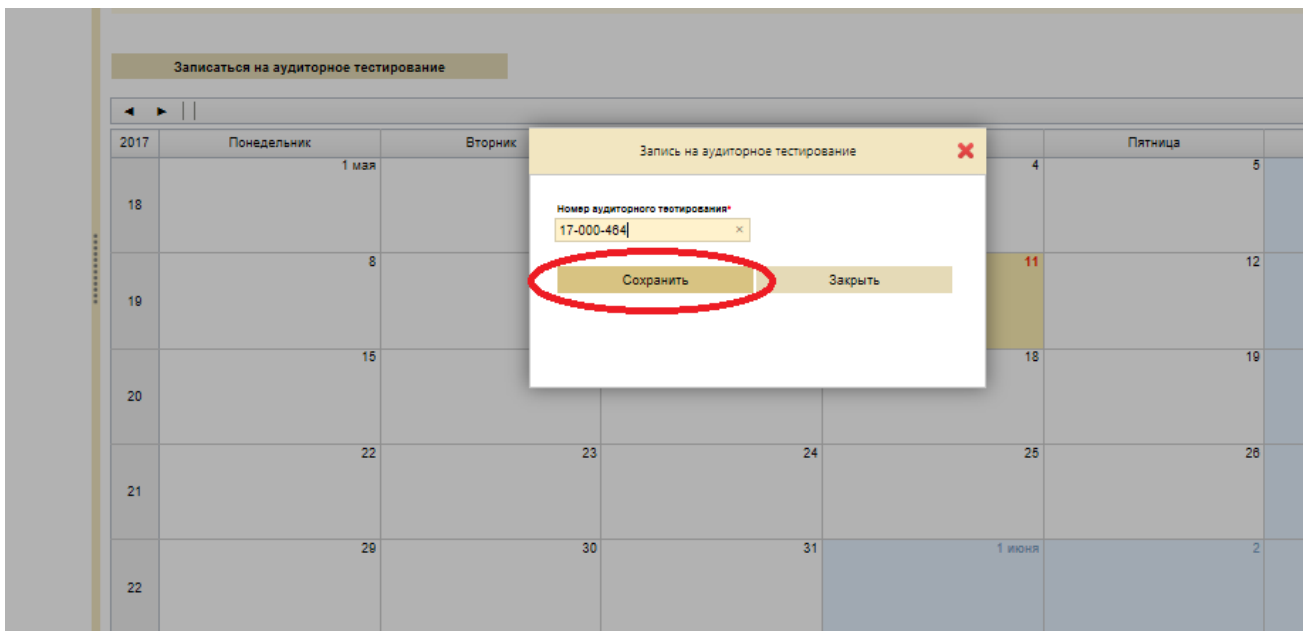 Записаться на аудиторное тестирование
2017 Понедельник Вторник Пятница
Запись на аудиторное тестирование
Номер аудиторного тестирования*
17-000-464 ×
Сохранить Закрыть
18 1 мая 4 5
19 8 11 12
20 15 18 19
21 22 23 24 25 26
22 29 30 31 1 июня 2